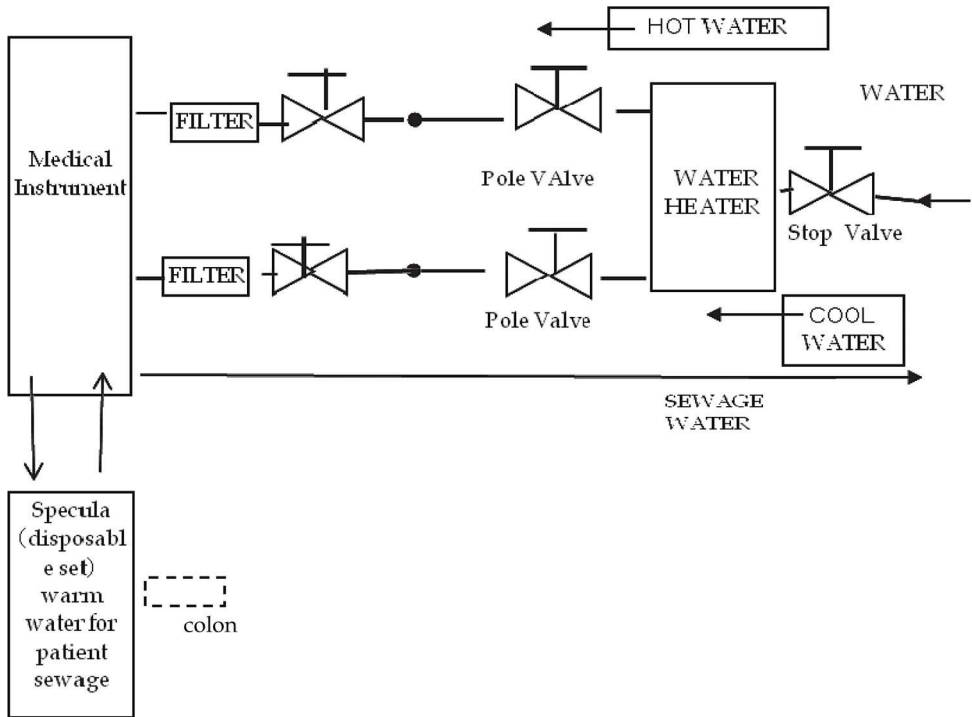 HOT WATER
WATER
FILTER
Medical
Instrument
Pole VAlve
WATER
HEATER
Stop Valve
FILTER
Pole Valve
COOL
WATER
SEWAGE
WATER
Specula
(disposabl
e set)
warm
water for
patient
sewage
colon